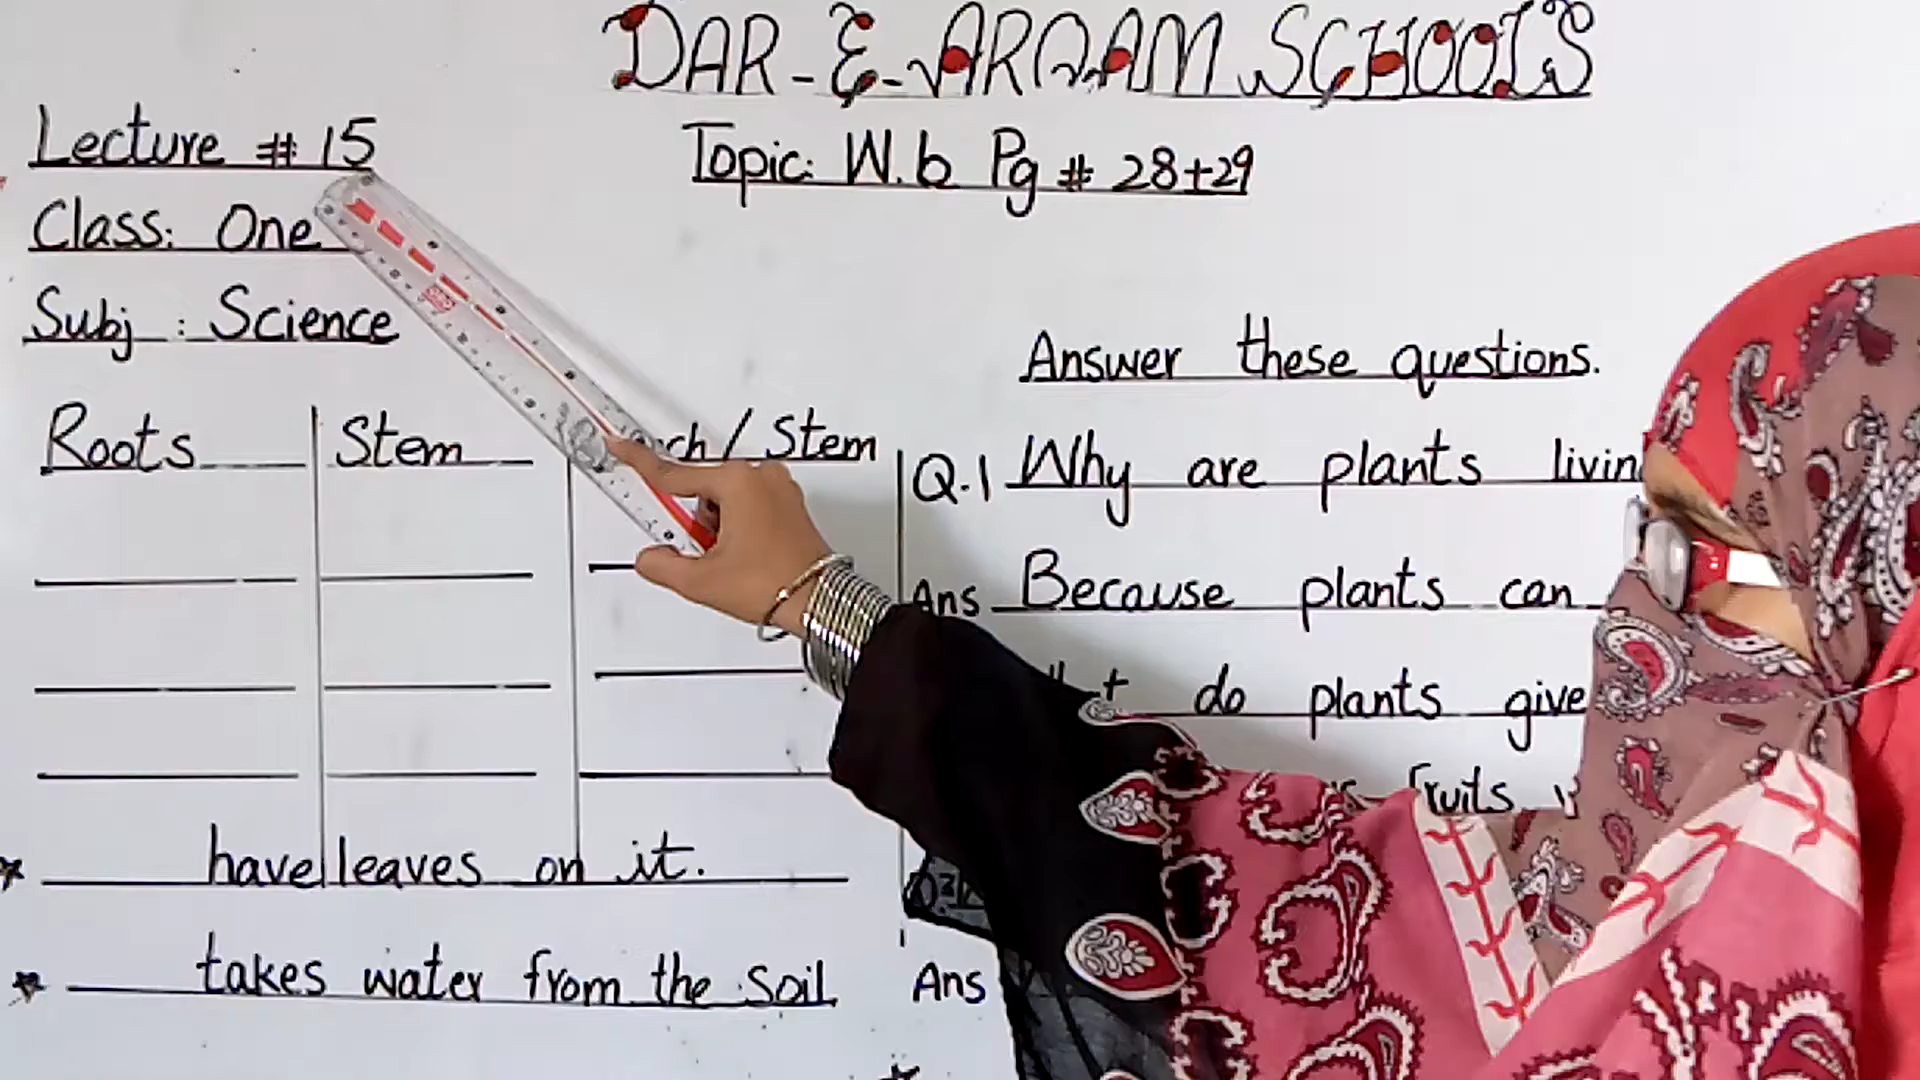 DAR-E-ARQAM SCHOOLS
Lecture # 15
Topic: W.b Pg # 28+29
Class: One
Subj : Science
Roots Stem / Stem
have leaves on it.
takes water from the soil
Answer these questions.
Q.1 Why are plants
Ans Because plants can
do plants give
fruits
Ans